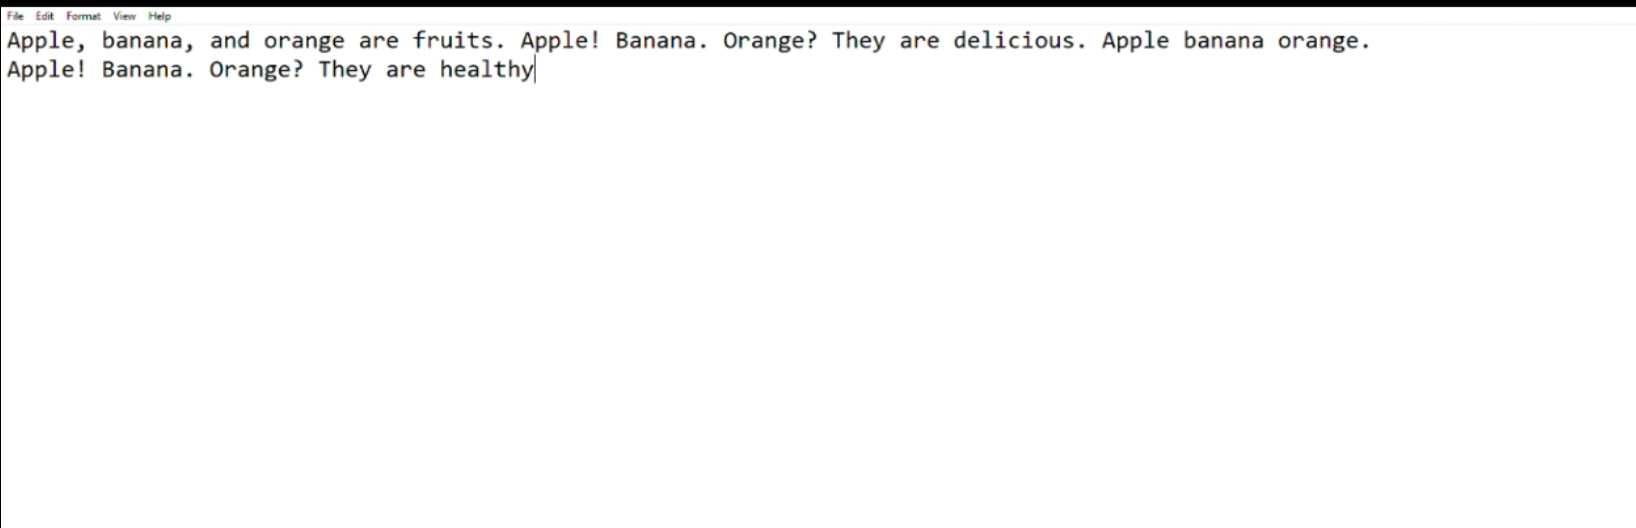 File Edit Format View Help
Apple, banana, and orange are fruits. Apple! Banana. Orange? They are delicious. Apple banana orange.
Apple! Banana. Orange? They are healthy